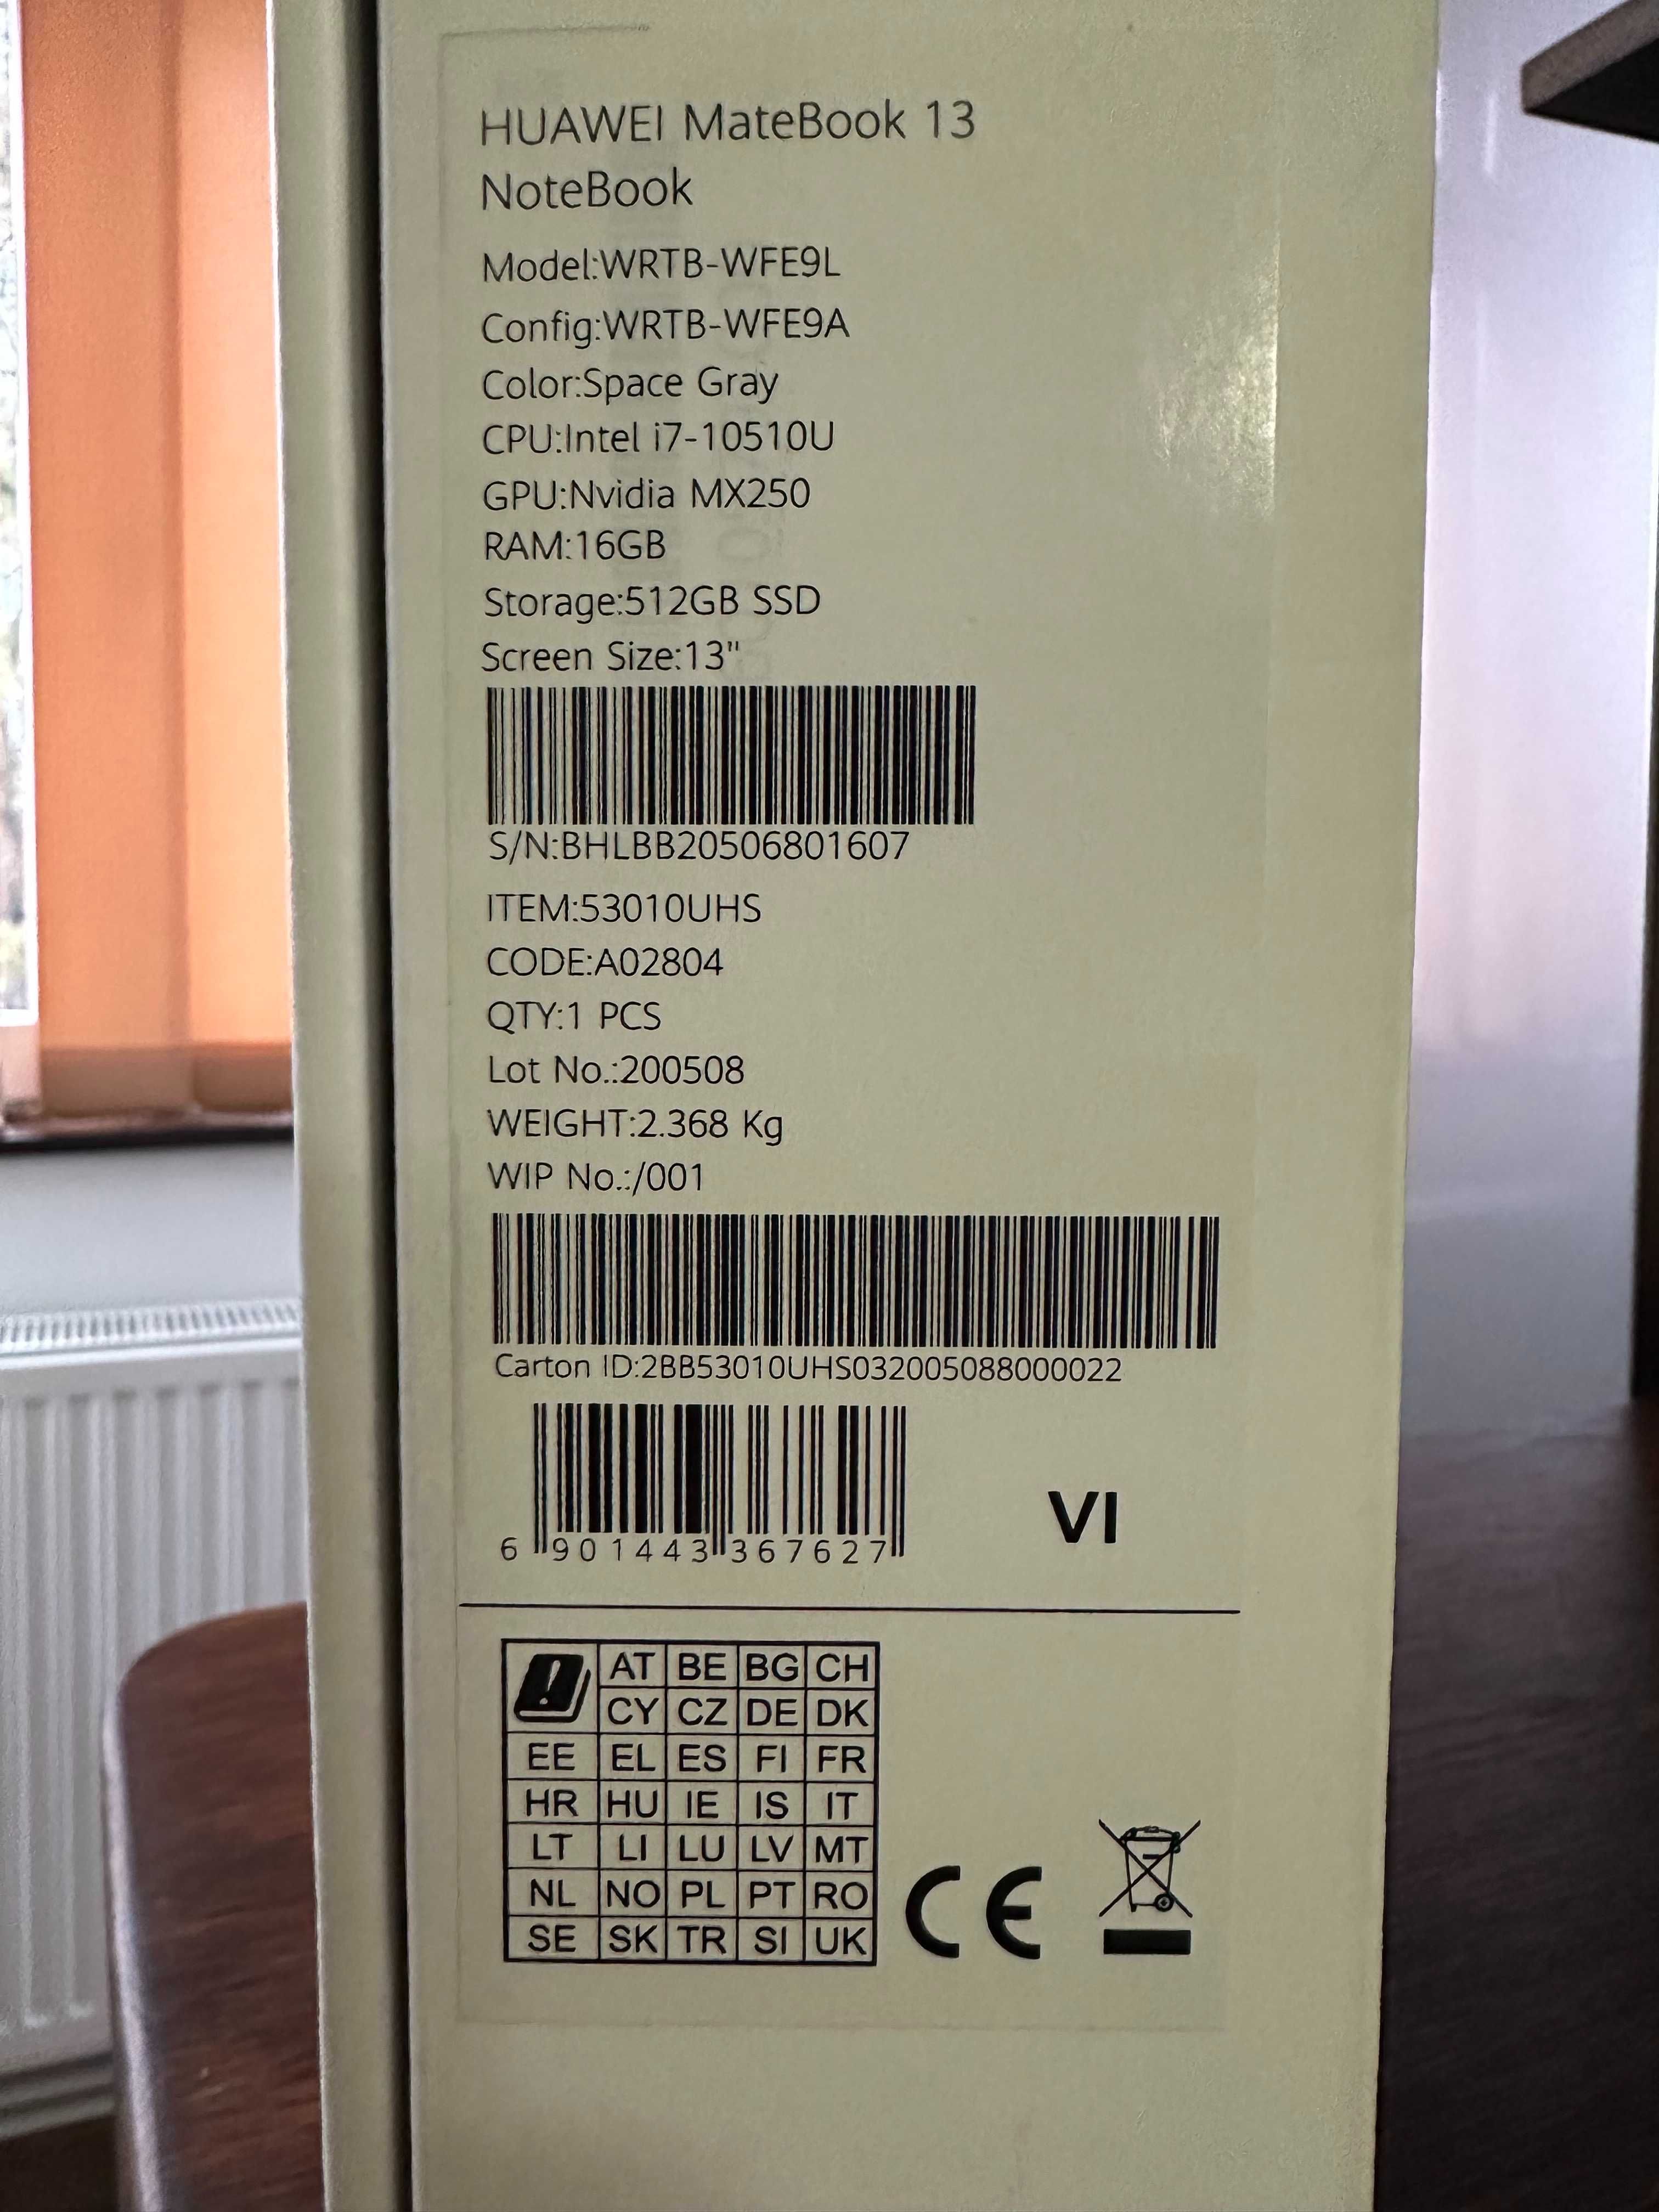 HUAWEI MateBook 13
NoteBook
Model:WRTB-WFE9L
Config:WRTB-WFE9A
Color:Space Gray
CPU:Intel i7-10510U
GPU:Nvidia MX250
RAM:16GB
Storage:512GB SSD
Screen Size:13"
S/N:BHLBB20506801607
ITEM:53010UHS
CODE:A02804
QTY:1 PCS
Lot No.:200508
WEIGHT:2.368 Kg
WIP No.:/001
Carton ID:2BB53010UHS032005088000022
6 901443 367627
VI
AT BE BG CH
CY CZ DE DK
EE EL ES FI FR
HR HU IE IS IT
LT LI LU LV MT
NL NO PL PT RO
SE SK TR SI UK
CE